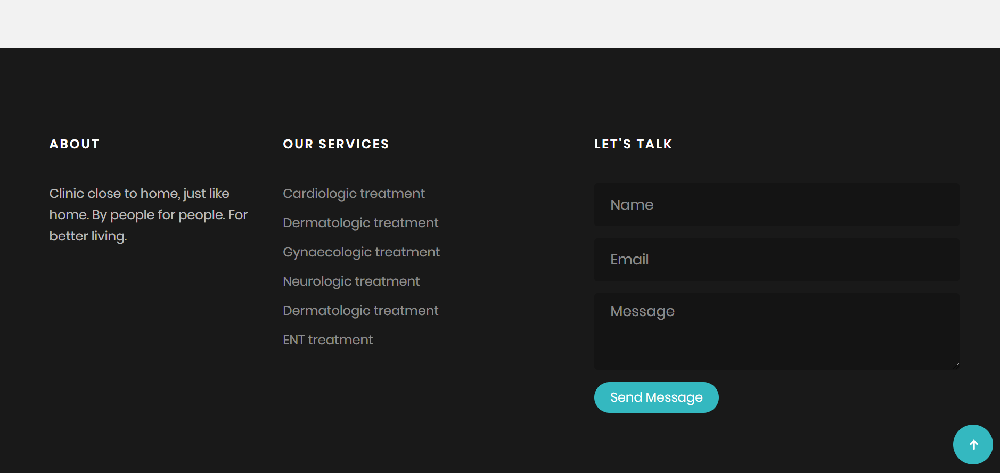 ABOUT
Clinic close to home, just like
home. By people for people. For
better living.
OUR SERVICES
Cardiologic treatment
Dermatologic treatment
Gynaecologic treatment
Neurologic treatment
Dermatologic treatment
ENT treatment
LET'S TALK
Name
Email
Message
Send Message